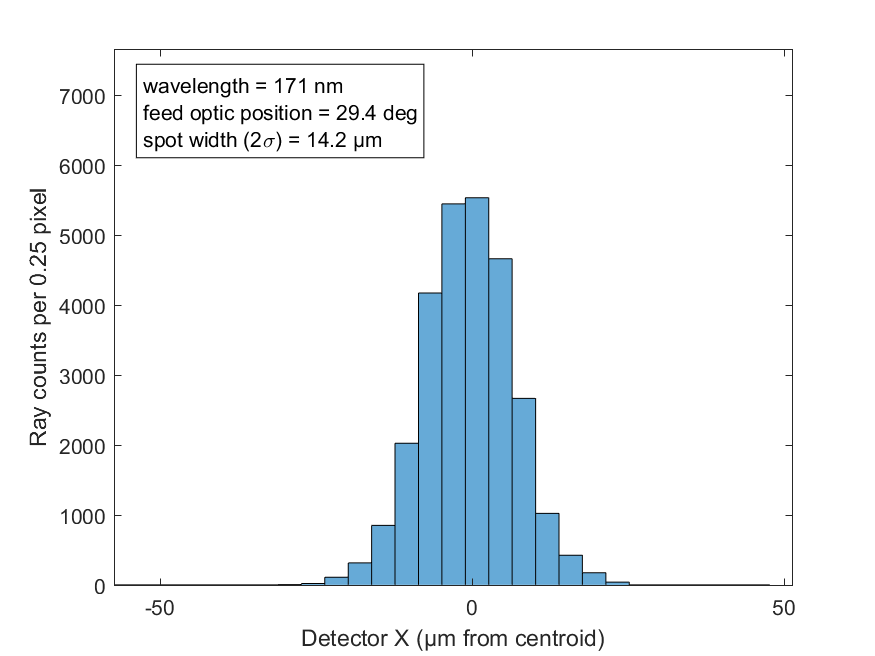 wavelength = 171 nm
feed optic position = 29.4 deg
spot width (2σ) = 14.2 µm
7000
6000
5000
4000
3000
2000
1000
0
Ray counts per 0.25 pixel
-50
0
50
Detector X (µm from centroid)